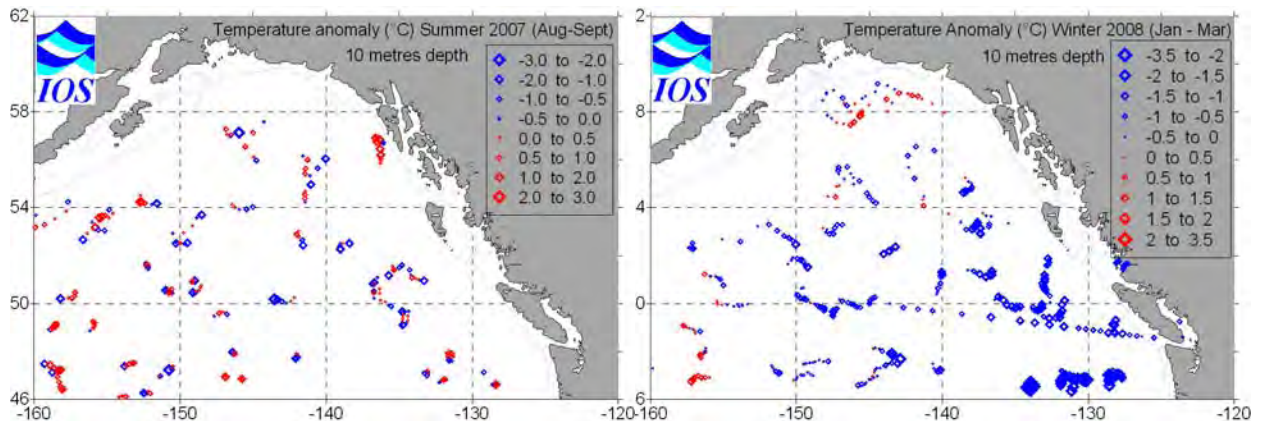 62
58
54
50
46
-160
-150
-140
-130
-120
IOS
Temperature anomaly (°C) Summer 2007 (Aug-Sept)
10 metres depth
-3.0 to -2.0
-2.0 to -1.0
-1.0 to -0.5
-0.5 to 0.0
0.0 to 0.5
0.5 to 1.0
1.0 to 2.0
2.0 to 3.0
2
8
4
0
6
-160
-150
-140
-130
-120
IOS
Temperature Anomaly (°C) Winter 2008 (Jan - Mar)
10 metres depth
-3.5 to -2
-2 to -1.5
-1.5 to -1
-1 to -0.5
-0.5 to 0
0 to 0.5
0.5 to 1
1 to 1.5
1.5 to 2
2 to 3.5